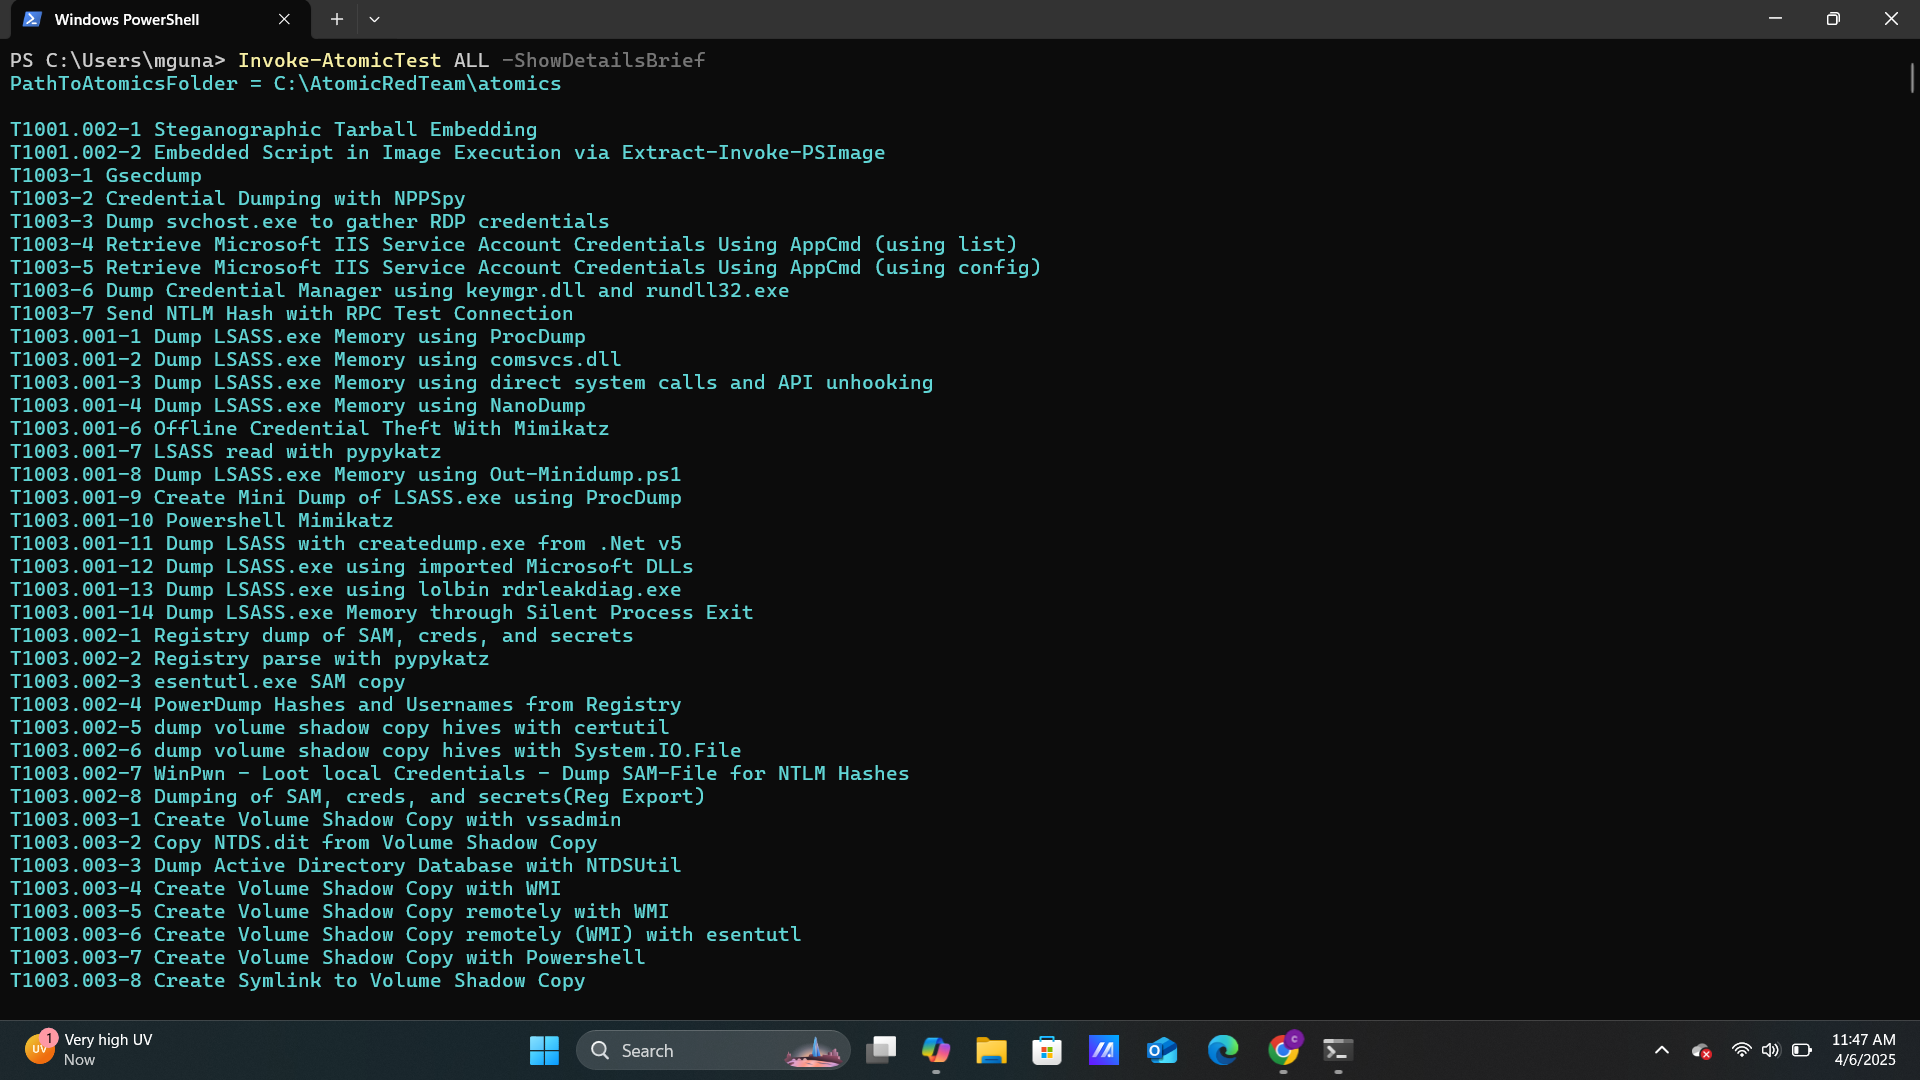 Windows PowerShell
PS C:\Users\mguna> Invoke-AtomicTest ALL -ShowDetailsBrief
PathToAtomicsFolder = C:\AtomicRedTeam\atomics
T1001.002-1 Steganographic Tarball Embedding
T1001.002-2 Embedded Script in Image Execution via Extract-Invoke-PSImage
T1003-1 Gsecdump
T1003-2 Credential Dumping with NPPSpy
T1003-3 Dump svchost.exe to gather RDP credentials
T1003-4 Retrieve Microsoft IIS Service Account Credentials Using AppCmd (using list)
T1003-5 Retrieve Microsoft IIS Service Account Credentials Using AppCmd (using config)
T1003-6 Dump Credential Manager using keymgr.dll and rundll32.exe
T1003-7 Send NTLM Hash with RPC Test Connection
T1003.001-1 Dump LSASS.exe Memory using ProcDump
T1003.001-2 Dump LSASS.exe Memory using comsvcs.dll
T1003.001-3 Dump LSASS.exe Memory using direct system calls and API unhooking
T1003.001-4 Dump LSASS.exe Memory using NanoDump
T1003.001-6 Offline Credential Theft With Mimikatz
T1003.001-7 LSASS read with pypykatz
T1003.001-8 Dump LSASS.exe Memory using Out-Minidump.ps1
T1003.001-9 Create Mini Dump of LSASS.exe using ProcDump
T1003.001-10 Powershell Mimikatz
T1003.001-11 Dump LSASS with createdump.exe from .Net v5
T1003.001-12 Dump LSASS.exe using imported Microsoft DLLs
T1003.001-13 Dump LSASS.exe using lolbin rdrleakdiag.exe
T1003.001-14 Dump LSASS.exe Memory through Silent Process Exit
T1003.002-1 Registry dump of SAM, creds, and secrets
T1003.002-2 Registry parse with pypykatz
T1003.002-3 esentutl.exe SAM copy
T1003.002-4 PowerDump Hashes and Usernames from Registry
T1003.002-5 dump volume shadow copy hives with certutil
T1003.002-6 dump volume shadow copy hives with System.IO.File
T1003.002-7 WinPwn - Loot local Credentials - Dump SAM-File for NTLM Hashes
T1003.002-8 Dumping of SAM, creds, and secrets(Reg Export)
T1003.003-1 Create Volume Shadow Copy with vssadmin
T1003.003-2 Copy NTDS.dit from Volume Shadow Copy
T1003.003-3 Dump Active Directory Database with NTDSUtil
T1003.003-4 Create Volume Shadow Copy with WMI
T1003.003-5 Create Volume Shadow Copy remotely with WMI
T1003.003-6 Create Volume Shadow Copy remotely (WMI) with esentutl
T1003.003-7 Create Volume Shadow Copy with Powershell
T1003.003-8 Create Symlink to Volume Shadow Copy
UV
1
Very high UV
Now
Search
11:47 AM
4/6/2025